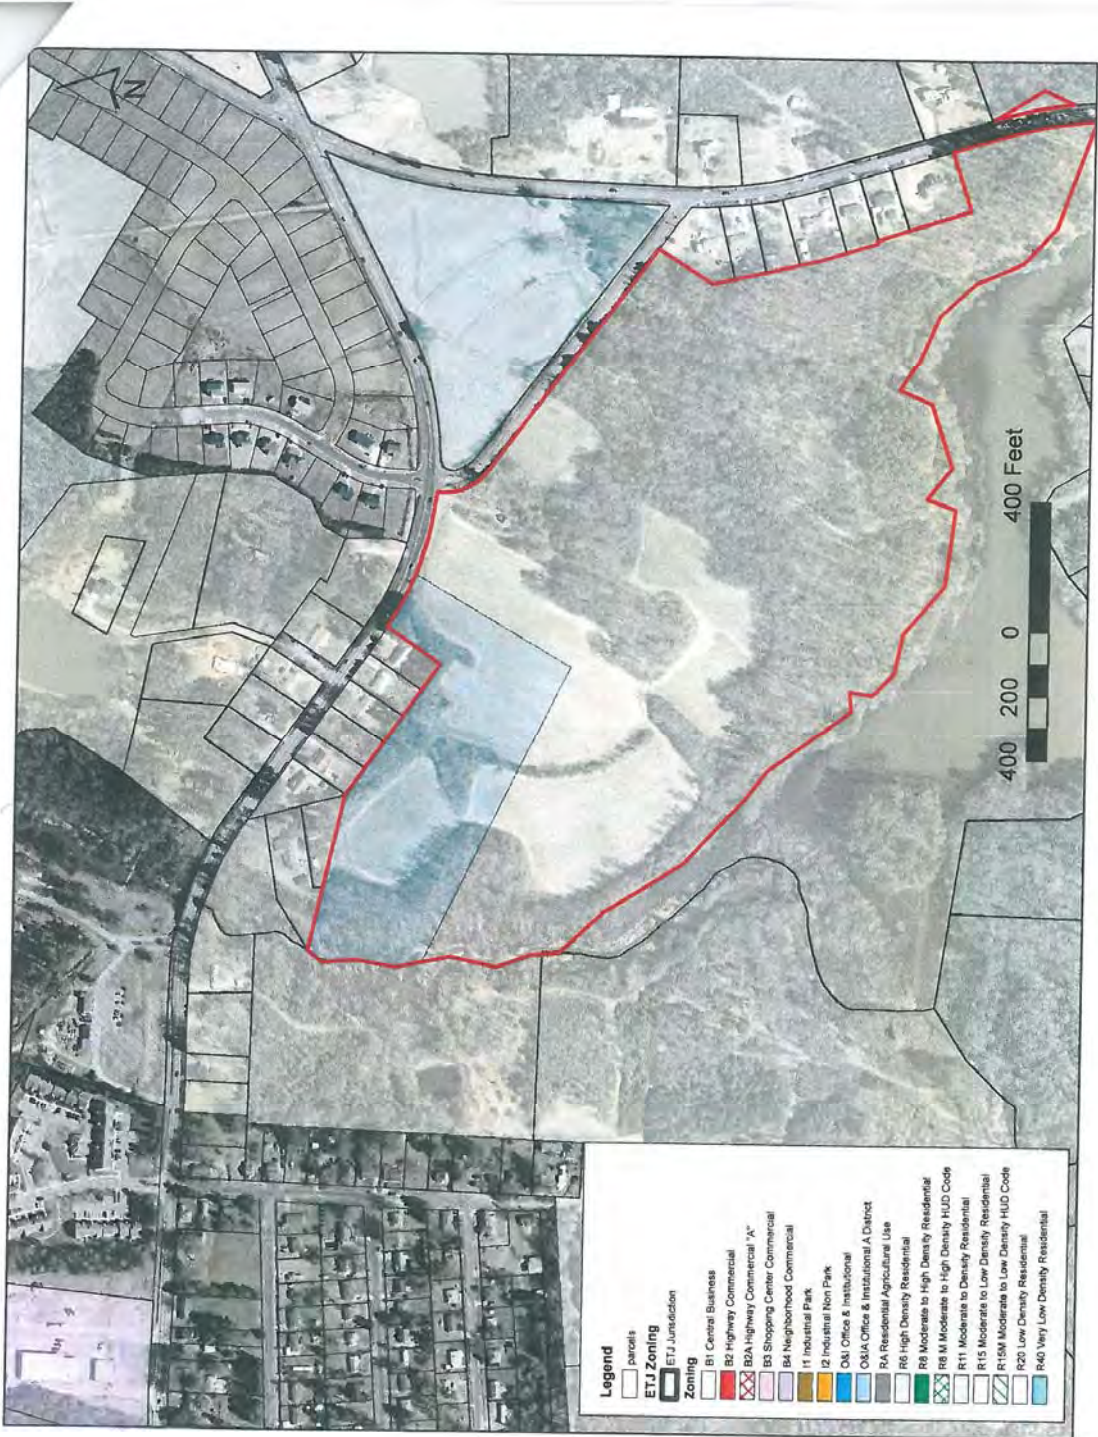 N
400 200 0 400 Feet
Legend
parcels
ETJ Zoning
ETJ Jurisdiction
Zoning
B1 Central Business
B2 Highway Commercial
B2A Highway Commercial "A"
B3 Shopping Center Commercial
B4 Neighborhood Commercial
I1 Industrial Park
I2 Industrial Non Park
O&I Office & Institutional
O&IA Office & Institutional A District
RA Residential Agricultural Use
R6 High Density Residential
R8 Moderate to High Density Residential
R8 M Moderate to High Density HUD Code
R11 Moderate to Density Residential
R15 Moderate to Low Density Residential
R15M Moderate to Low Density HUD Code
R20 Low Density Residential
R40 Very Low Density Residential